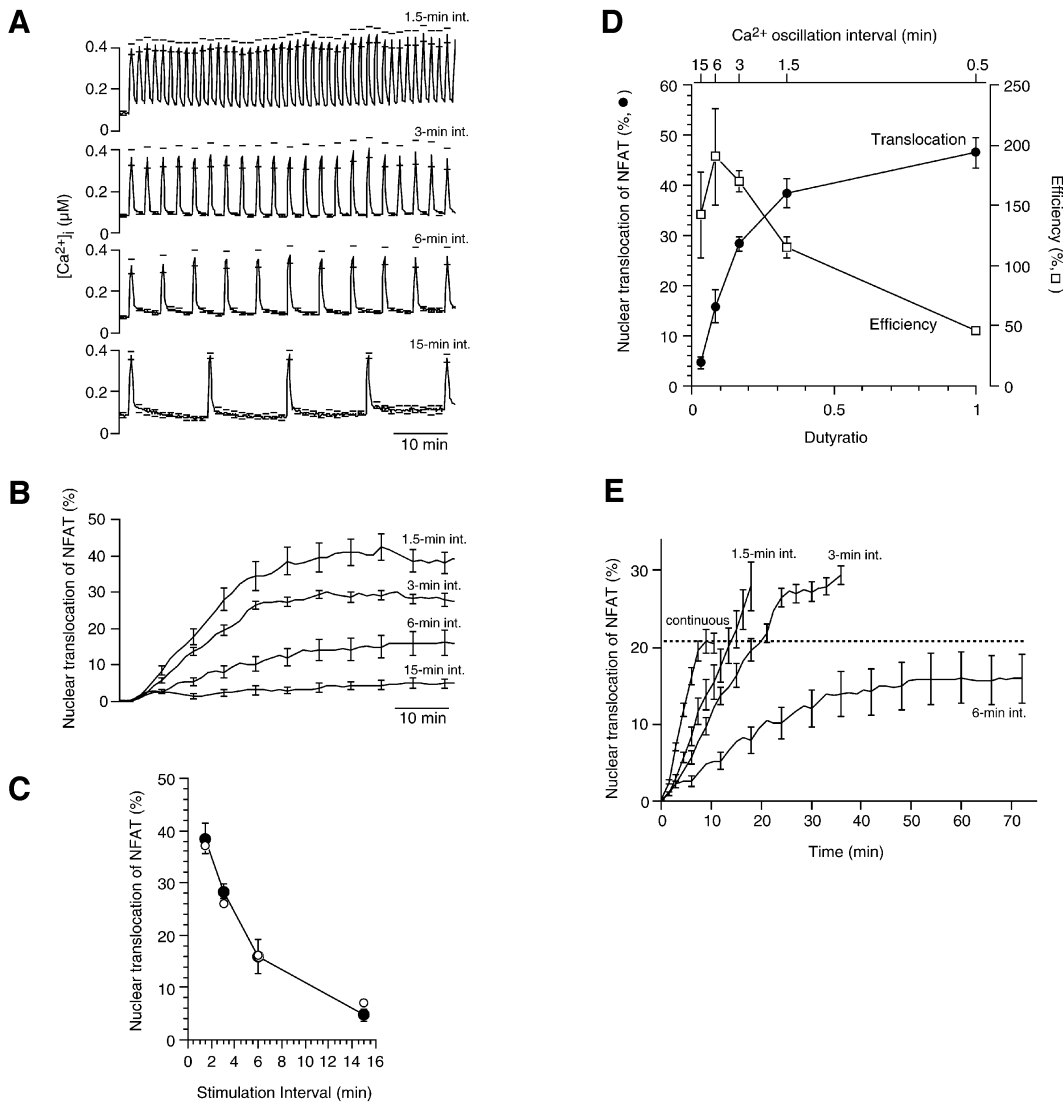 A
1.5-min int.
0.4
0.2
0
3-min int.
0.4
0.2
0
6-min int.
0.4
0.2
0
15-min int.
0.4
0.2
0
[Ca2+]i (μM)
10 min
B
Nuclear translocation of NFAT (%)
50
40
30
20
10
0
1.5-min int.
3-min int.
6-min int.
15-min int.
10 min
C
Nuclear translocation of NFAT (%)
50
40
30
20
10
0
0 2 4 6 8 10 12 14 16
Stimulation Interval (min)
D
Ca2+ oscillation interval (min)
15 6 3 1.5 0.5
Nuclear translocation of NFAT (%, ●)
60
50
40
30
20
10
0
Translocation
Efficiency
250
200
150
100
50
0
Efficiency (%, □)
0 0.5 1
Dutyratio
E
Nuclear translocation of NFAT (%)
30
20
10
0
1.5-min int.
3-min int.
continuous
6-min int.
0 10 20 30 40 50 60 70
Time (min)